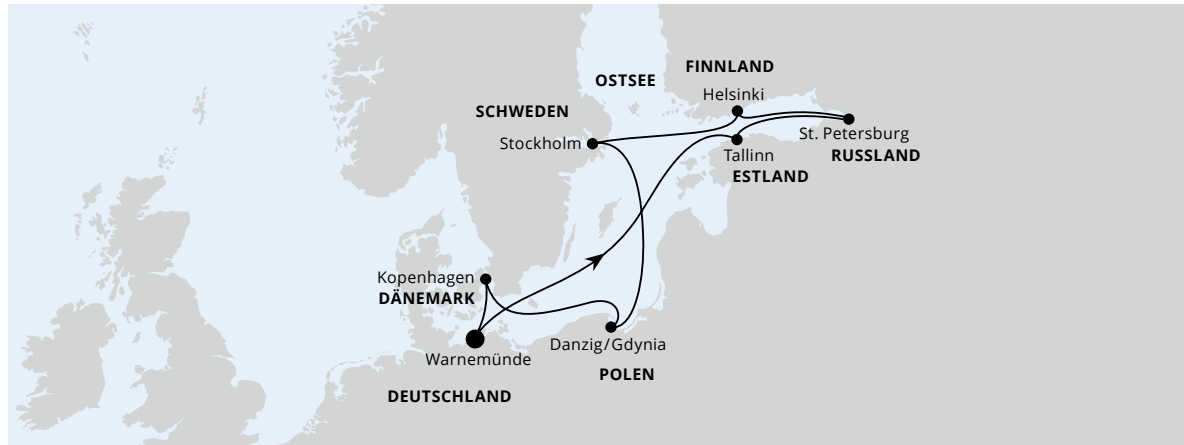 FINNLAND
OSTSEE
Helsinki
SCHWEDEN
Stockholm
St. Petersburg
Tallinn
RUSSLAND
ESTLAND
Kopenhagen
DÄNEMARK
Danzig/Gdynia
Warnemünde
POLEN
DEUTSCHLAND